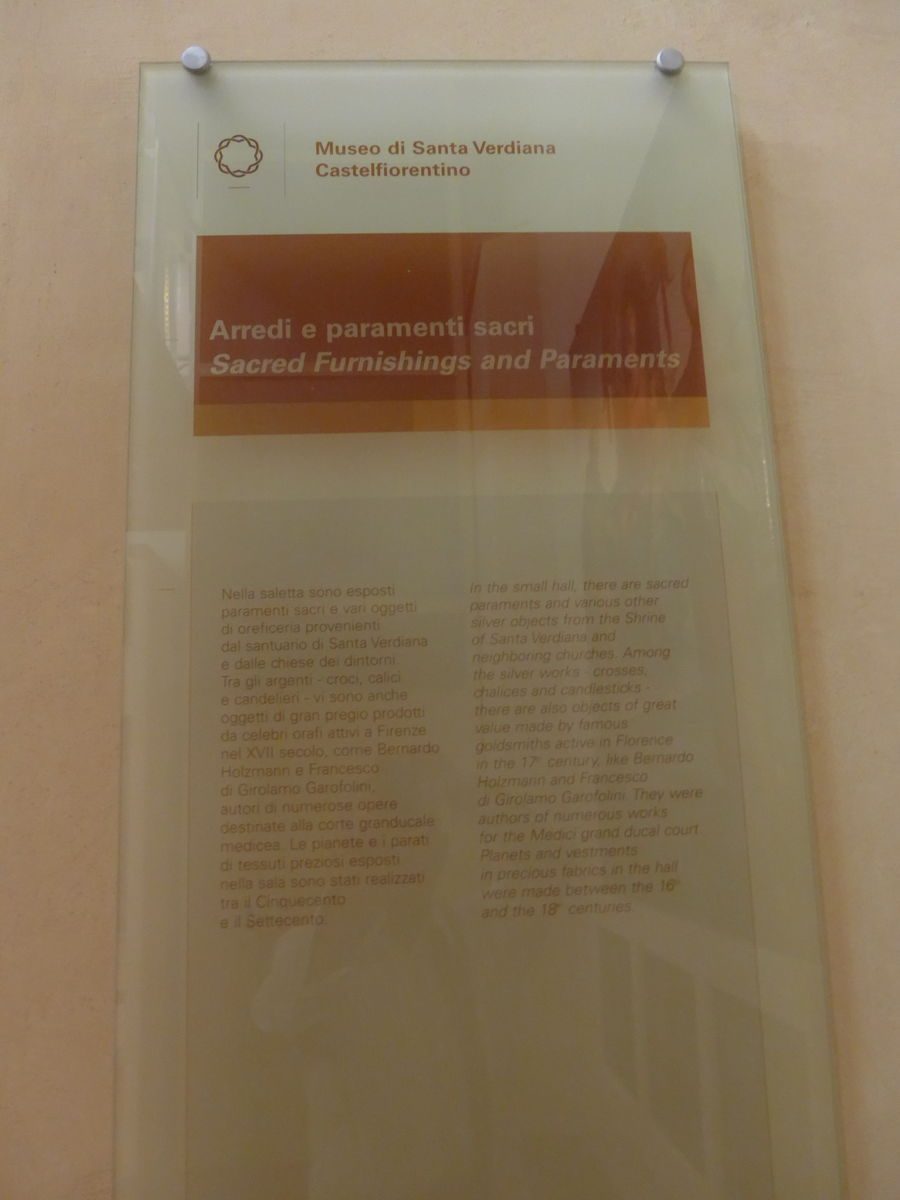 Museo di Santa Verdiana
Castelfiorentino
Arredi e paramenti sacri
Sacred Furnishings and Paraments
Nella saletta sono esposti
paramenti sacri e vari oggetti
di oreficeria provenienti
dal santuario di Santa Verdiana
e dalle chiese dei dintorni.
Tra gli argenti - croci, calici
e candelieri - vi sono anche
oggetti di gran pregio prodotti
da celebri orafi attivi a Firenze
nel XVII secolo, come Bernardo
Holzmann e Francesco
di Girolamo Garofolini,
autori di numerose opere
destinate alla corte granducale
medicea. Le pianete e i parati
di tessuti preziosi esposti
nella sala sono stati realizzati
tra il Cinquecento
e il Settecento.
In the small hall, there are sacred
paraments and various other
silver objects from the Shrine
of Santa Verdiana and
neighboring churches. Among
the silver works - crosses,
chalices and candlesticks -
there are also objects of great
value made by famous
goldsmiths active in Florence
in the 17th century, like Bernardo
Holzmann and Francesco
di Girolamo Garofolini. They were
authors of numerous works
for the Medici grand ducal court.
Planets and vestments
in precious fabrics in the hall
were made between the 16th
and the 18th centuries.